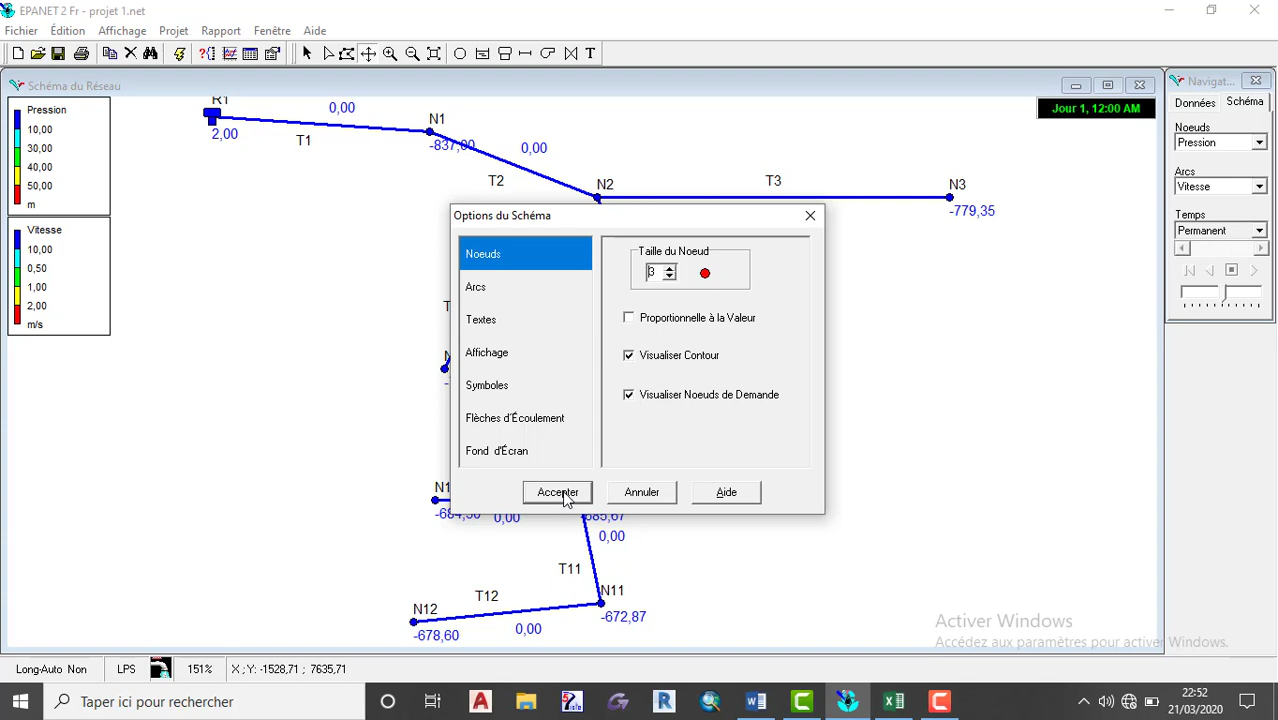 EPANET 2 Fr - projet 1.net
Fichier Édition Affichage Projet Rapport Fenêtre Aide
T
Schéma du Réseau
Navigat...
Pression
10,00
30,00
40,00
50,00
m
Vitesse
10,00
0,50
1,00
2,00
m/s
R1
2,00
0,00
T1
N1
-837,00
0,00
T2
N2
T3
N3
-779,35
Jour 1, 12:00 AM
Données Schéma
Noeuds
Pression
Arcs
Vitesse
Temps
Permanent
Options du Schéma
Noeuds
Arcs
Textes
Affichage
Symboles
Flèches d'Écoulement
Fond d'Écran
Taille du Noeud
3
Proportionnelle à la Valeur
Visualiser Contour
Visualiser Noeuds de Demande
Accepter Annuler Aide
0,00
-685,67
0,00
T11
N11
-672,87
T12
N12
-678,60
0,00
Activer Windows
Accédez aux paramètres pour activer Windows.
Long-Auto Non LPS 151% X ; Y: -1528,71 ; 7635,71
Taper ici pour rechercher
22:52
21/03/2020